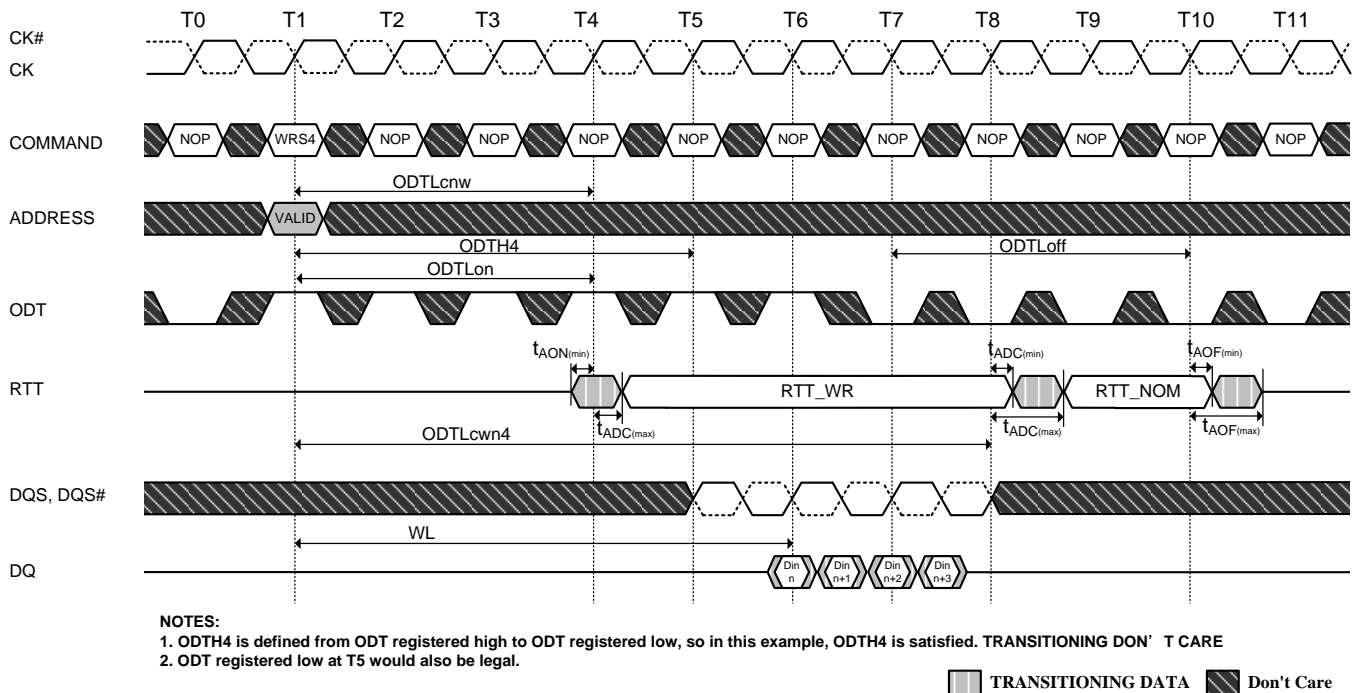 T0 T1 T2 T3 T4 T5 T6 T7 T8 T9 T10 T11
CK#
CK
COMMAND NOP WRS4 NOP NOP NOP NOP NOP NOP NOP NOP NOP NOP
ODTLcnw
ADDRESS VALID
ODTH4 ODTLoff
ODTLon
ODT
tAON(min) tADC(min) tAOF(min)
RTT RTT_WR RTT_NOM
tADC(max) tADC(max) tAOF(max)
ODTLcwn4
DQS, DQS#
WL
DQ Din n Din n+1 Din n+2 Din n+3
NOTES:
1. ODTH4 is defined from ODT registered high to ODT registered low, so in this example, ODTH4 is satisfied. TRANSITIONING DON’ T CARE
2. ODT registered low at T5 would also be legal.
TRANSITIONING DATA Don't Care